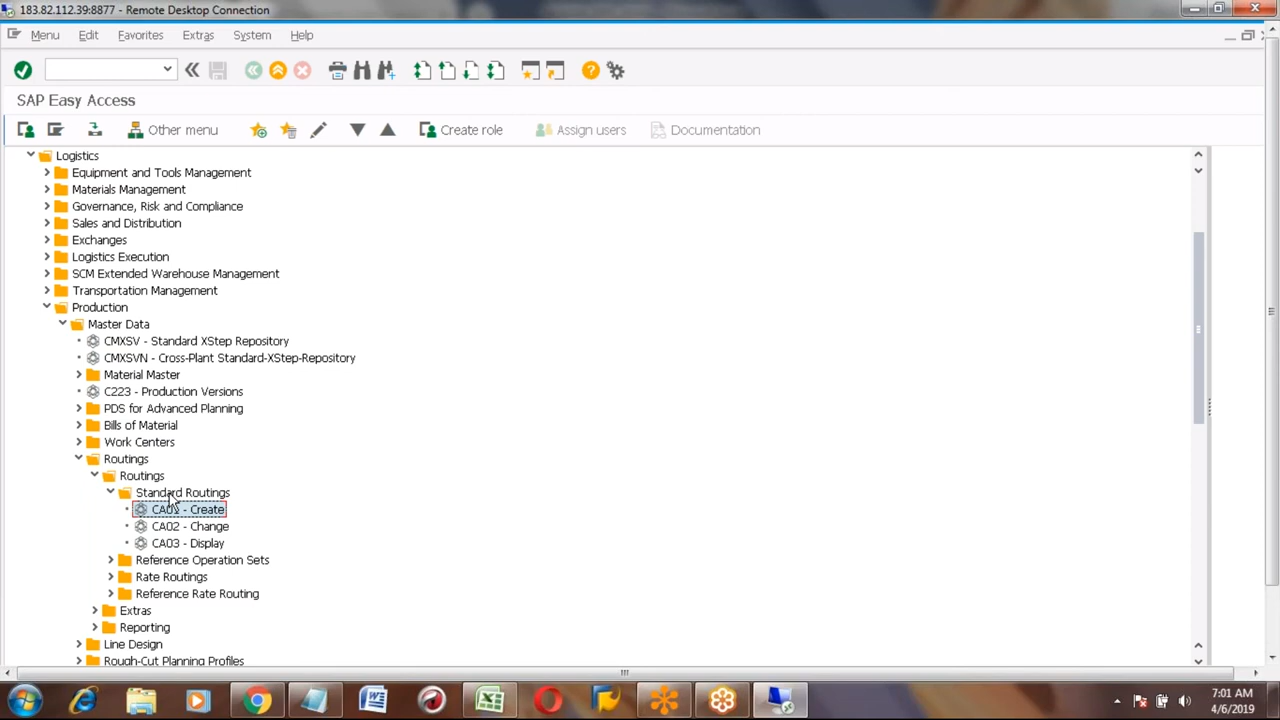 183.82.112.39:8877 - Remote Desktop Connection
Menu Edit Favorites Extras System Help
SAP Easy Access
Other menu Create role Assign users Documentation
Logistics
Equipment and Tools Management
Materials Management
Governance, Risk and Compliance
Sales and Distribution
Exchanges
Logistics Execution
SCM Extended Warehouse Management
Transportation Management
Production
Master Data
CMXSV - Standard XStep Repository
CMXSVN - Cross-Plant Standard-XStep-Repository
Material Master
C223 - Production Versions
PDS for Advanced Planning
Bills of Material
Work Centers
Routings
Routings
Standard Routings
CA01 - Create
CA02 - Change
CA03 - Display
Reference Operation Sets
Rate Routings
Reference Rate Routing
Extras
Reporting
Line Design
Rough-Cut Planning Profiles
7:01 AM
4/6/2019